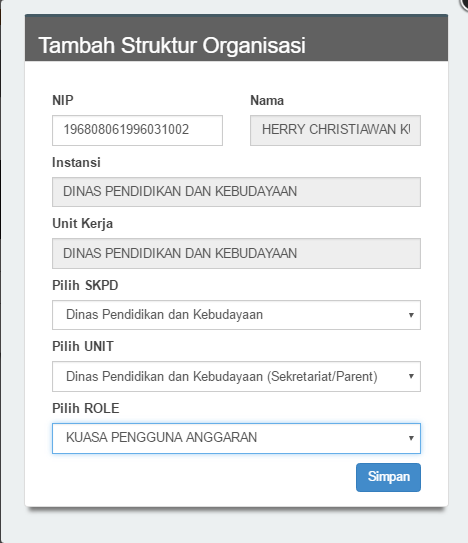 Tambah Struktur Organisasi
NIP Nama
196808061996031002 HERRY CHRISTIAWAN
Instansi
DINAS PENDIDIKAN DAN KEBUDAYAAN
Unit Kerja
DINAS PENDIDIKAN DAN KEBUDAYAAN
Pilih SKPD
Dinas Pendidikan dan Kebudayaan
Pilih UNIT
Dinas Pendidikan dan Kebudayaan (Sekretariat/Parent)
Pilih ROLE
KUASA PENGGUNA ANGGARAN
Simpan